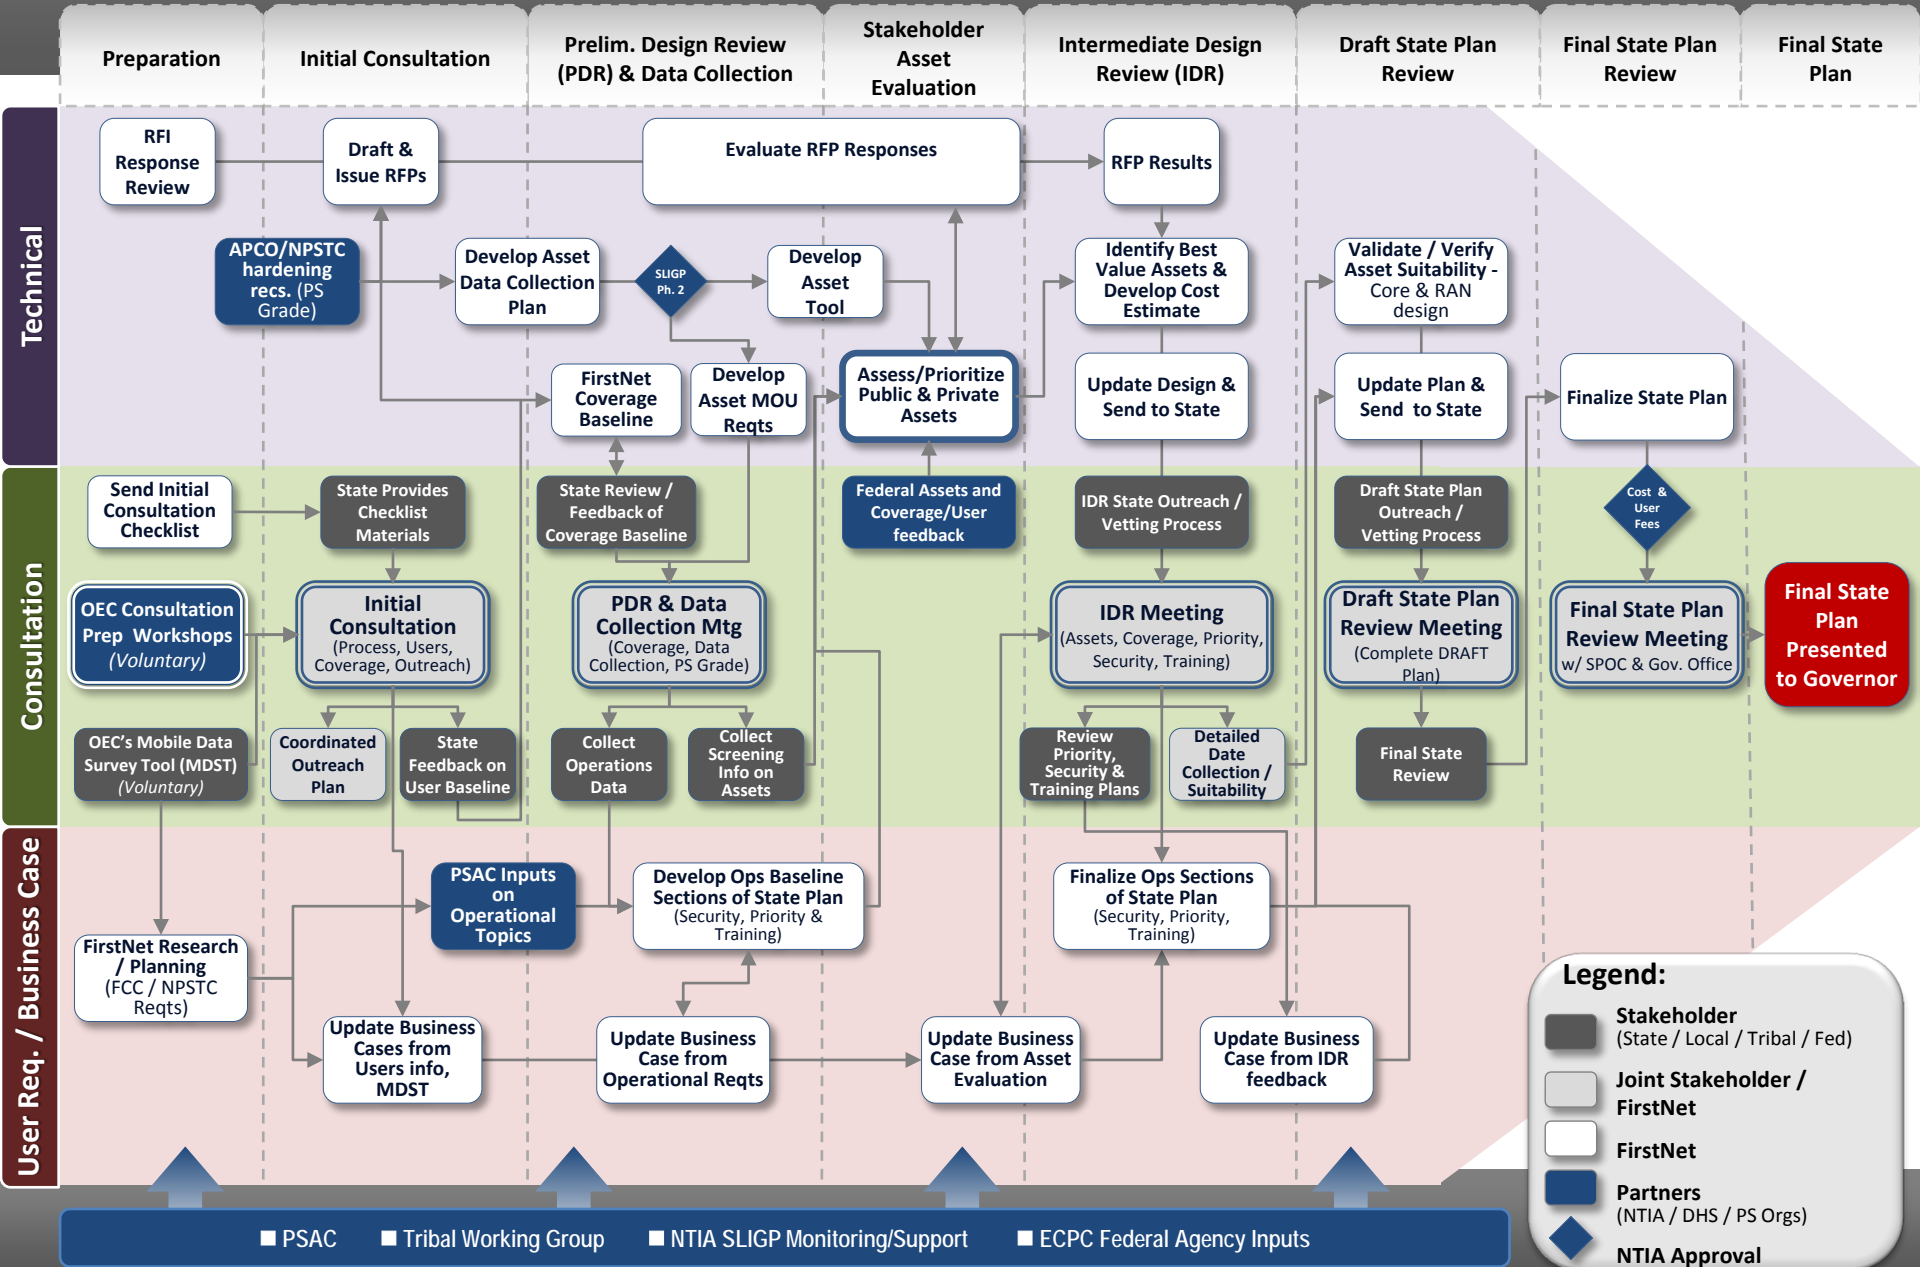 Preparation
Initial Consultation
Prelim. Design Review
(PDR) & Data Collection
Stakeholder
Asset
Evaluation
Intermediate Design
Review (IDR)
Draft State Plan
Review
Final State Plan
Review
Final State
Plan
Technical
RFI
Response
Review
Draft &
Issue RFPs
Evaluate RFP Responses
RFP Results
APCO/NPSTC
hardening
recs. (PS
Grade)
Develop Asset
Data Collection
Plan
SLIGP
Ph. 2
Develop
Asset
Tool
Identify Best
Value Assets &
Develop Cost
Estimate
Validate / Verify
Asset Suitability -
Core & RAN
design
FirstNet
Coverage
Baseline
Develop
Asset MOU
Reqts
Assess/Prioritize
Public & Private
Assets
Update Design &
Send to State
Update Plan &
Send to State
Finalize State Plan
Consultation
Send Initial
Consultation
Checklist
State Provides
Checklist
Materials
State Review /
Feedback of
Coverage Baseline
Federal Assets and
Coverage/User
feedback
IDR State Outreach /
Vetting Process
Draft State Plan
Outreach /
Vetting Process
Cost &
User
Fees
OEC Consultation
Prep Workshops
(Voluntary)
Initial
Consultation
(Process, Users,
Coverage, Outreach)
PDR & Data
Collection Mtg
(Coverage, Data
Collection, PS Grade)
IDR Meeting
(Assets, Coverage, Priority,
Security, Training)
Draft State Plan
Review Meeting
(Complete DRAFT
Plan)
Final State Plan
Review Meeting
w/ SPOC & Gov. Office
Final State
Plan
Presented
to Governor
OEC's Mobile Data
Survey Tool (MDST)
(Voluntary)
Coordinated
Outreach
Plan
State
Feedback on
User Baseline
Collect
Operations
Data
Collect
Screening
Info on
Assets
Review
Priority,
Security &
Training Plans
Detailed
Date
Collection /
Suitability
Final State
Review
User Req. / Business Case
FirstNet Research
/ Planning
(FCC / NPSTC
Reqts)
PSAC Inputs
on
Operational
Topics
Develop Ops Baseline
Sections of State Plan
(Security, Priority &
Training)
Finalize Ops Sections
of State Plan
(Security, Priority,
Training)
Update Business
Cases from
Users info,
MDST
Update Business
Case from
Operational Reqts
Update Business
Case from Asset
Evaluation
Update Business
Case from IDR
feedback
Legend:
Stakeholder
(State / Local / Tribal / Fed)
Joint Stakeholder /
FirstNet
FirstNet
Partners
(NTIA / DHS / PS Orgs)
NTIA Approval
■ PSAC ■ Tribal Working Group ■ NTIA SLIGP Monitoring/Support ■ ECPC Federal Agency Inputs